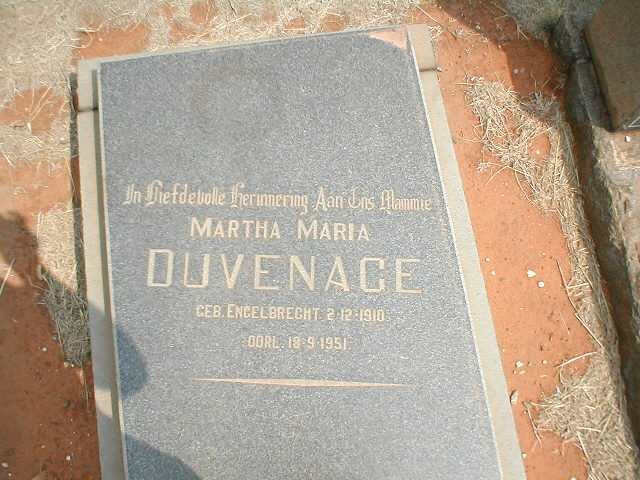 In Liefdevolle Herinnering Aan Ons Mammie
MARTHA MARIA
DUVENAGE
GEB. ENGELBRECHT 2-12-1910.
OORL. 18-9-1951.